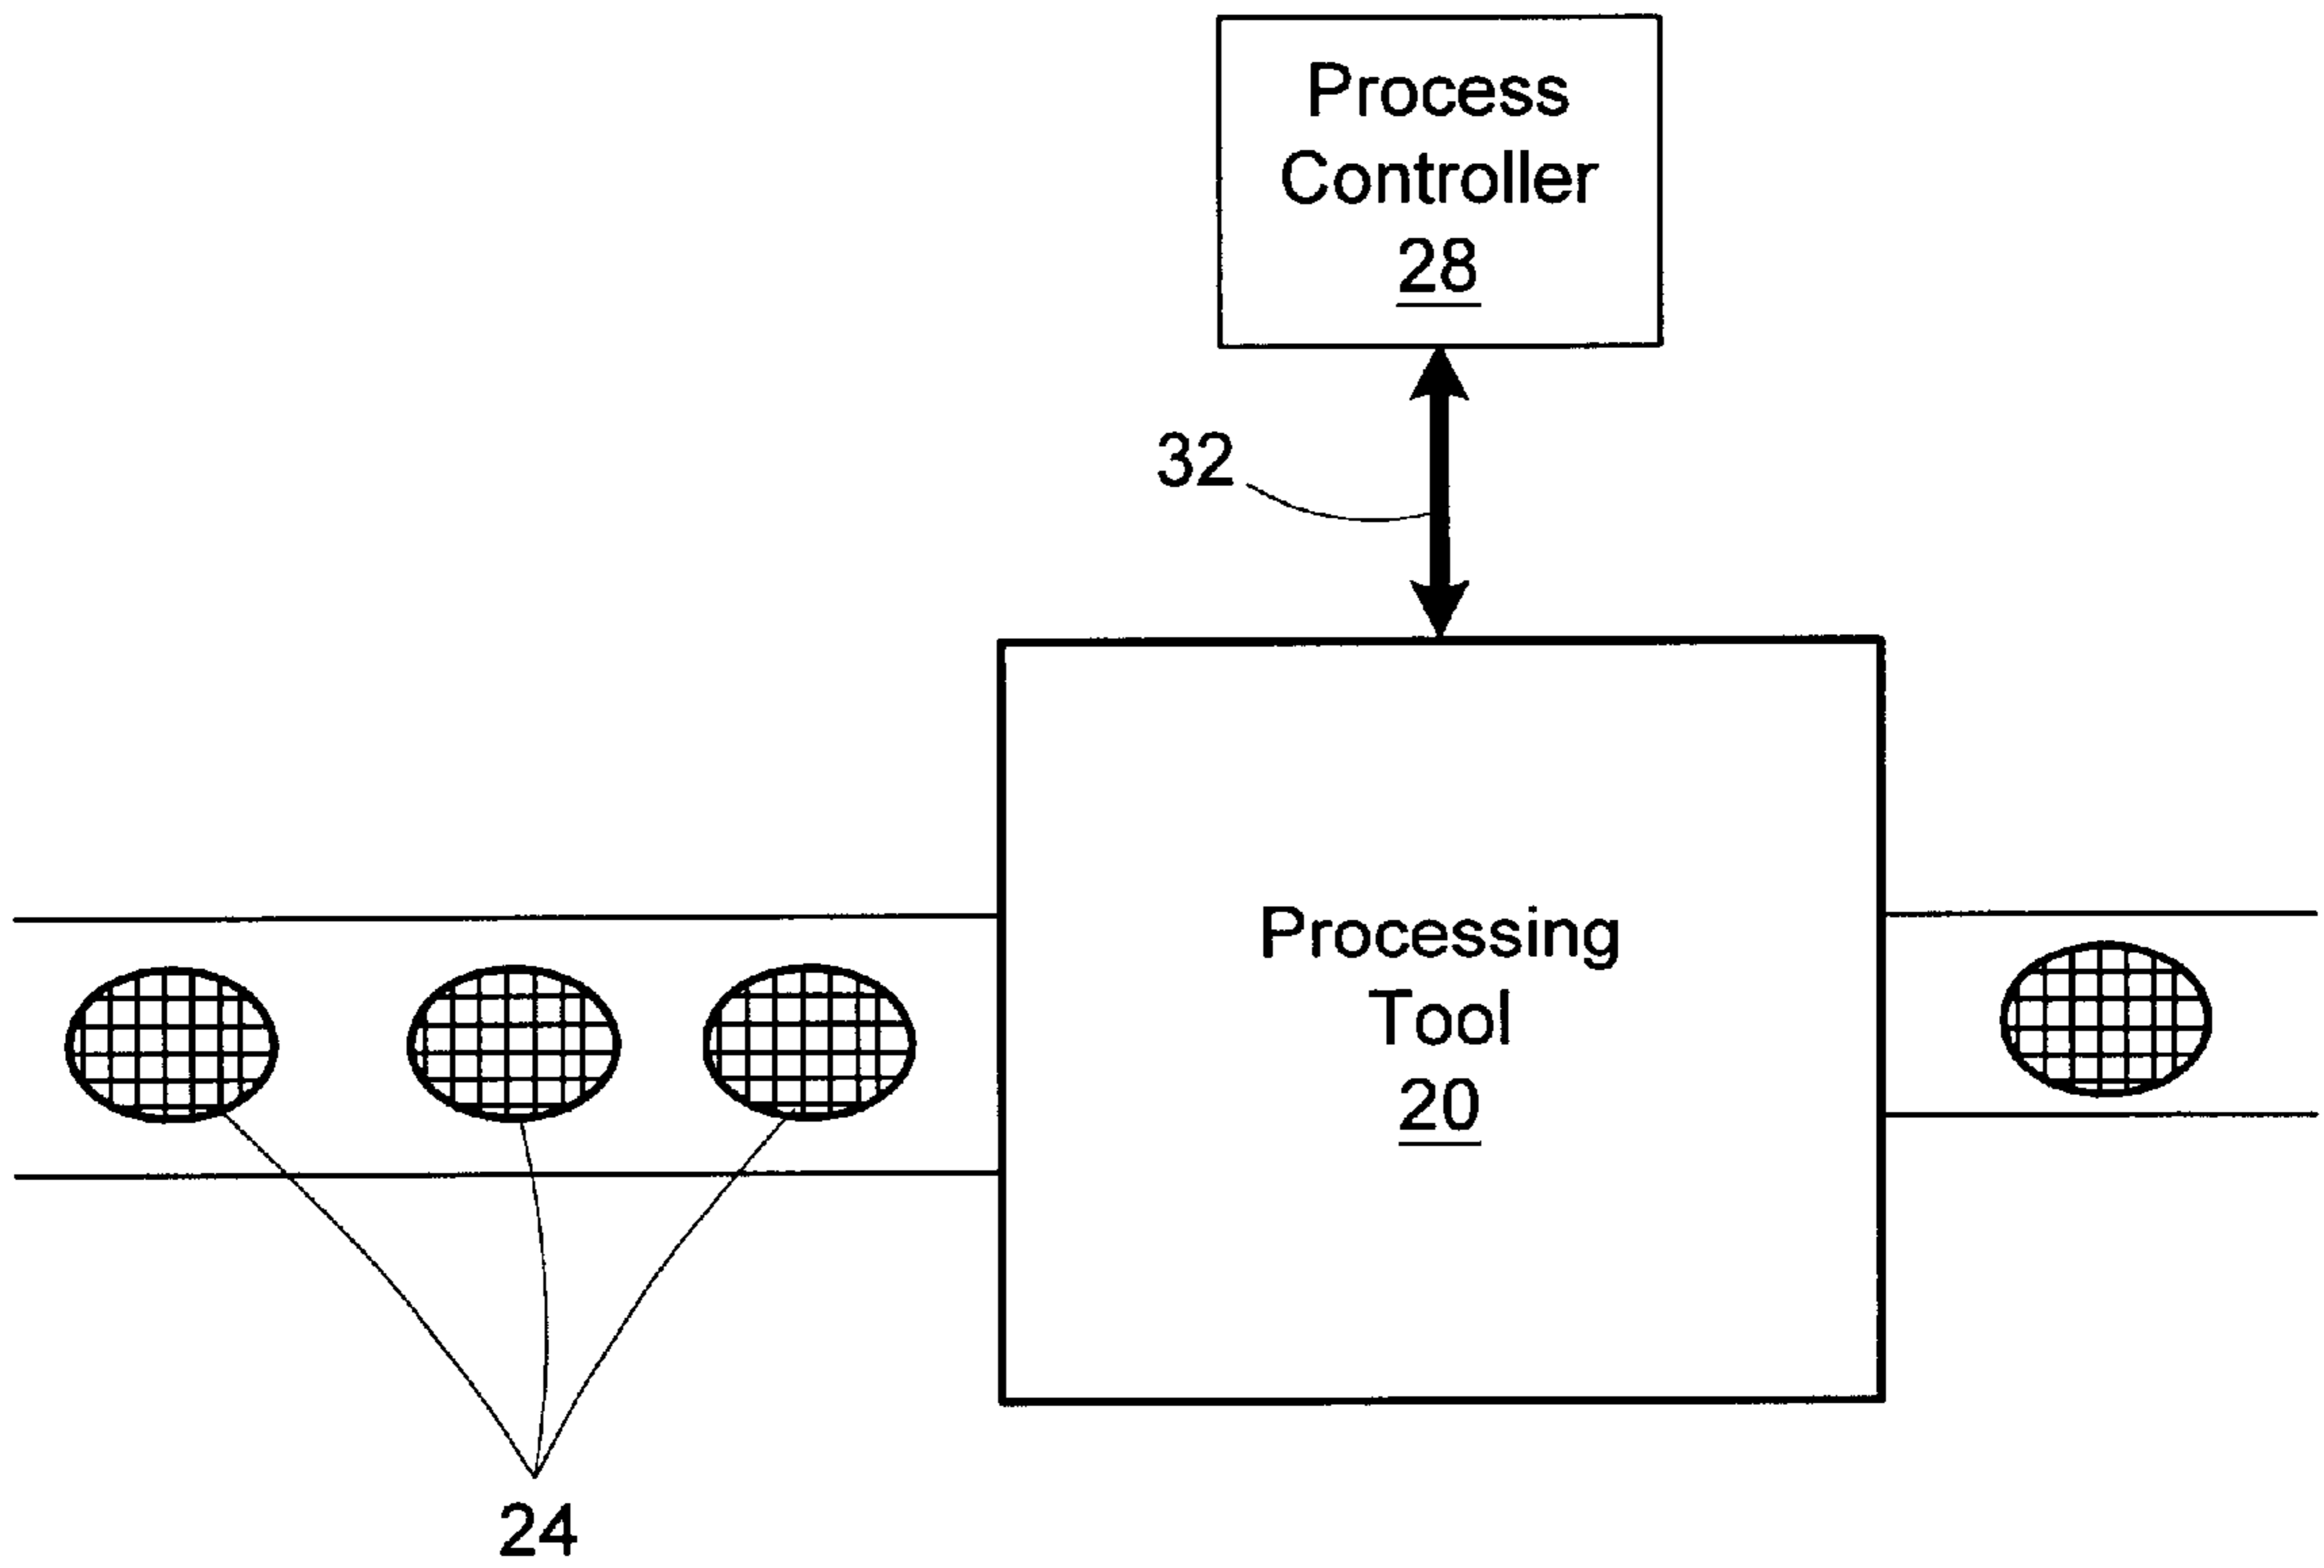 Process
Controller
28
32
Processing
Tool
20
24